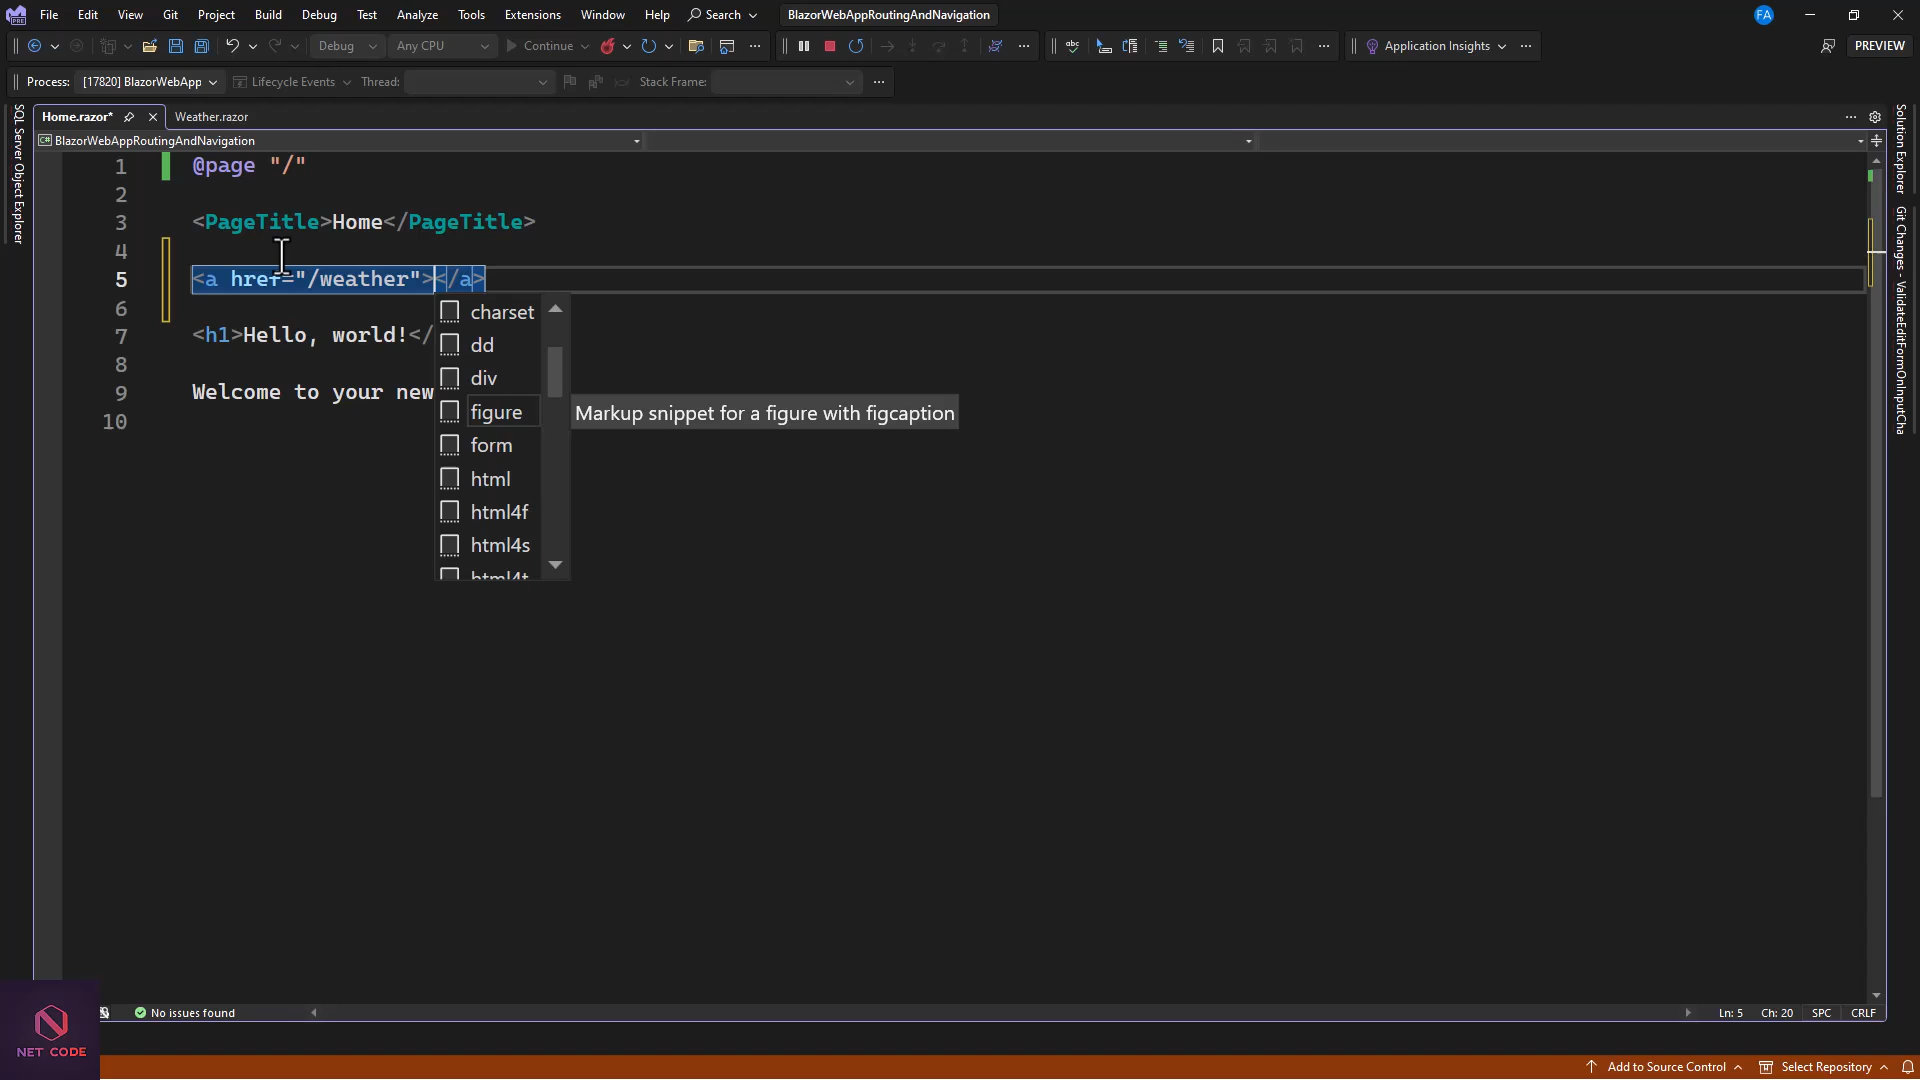 File Edit View Git Project Build Debug Test Analyze Tools Extensions Window Help Search BlazorWebAppRoutingAndNavigation FA
Debug Any CPU Continue Application Insights PREVIEW
Process: [17820] BlazorWebApp Lifecycle Events Thread: Stack Frame:
Home.razor* Weather.razor
BlazorWebAppRoutingAndNavigation
SQL Server Object Explorer
Solution Explorer
Git Changes - ValidateEditFormOnInputCha
1 @page "/"
2
3 <PageTitle>Home</PageTitle>
4
5 <a href="/weather"></a>
6
7 <h1>Hello, world!</
8
9 Welcome to your new
10
charset
dd
div
figure Markup snippet for a figure with figcaption
form
html
html4f
html4s
html4t
No issues found Ln: 5 Ch: 20 SPC CRLF
NET CODE
Add to Source Control Select Repository